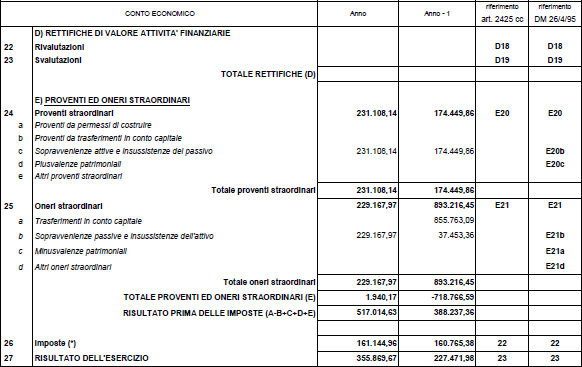 CONTO ECONOMICO Anno Anno - 1 riferimento art. 2425 cc riferimento DM 26/4/95
D) RETTIFICHE DI VALORE ATTIVITA' FINANZIARIE
22 Rivalutazioni D18 D18
23 Svalutazioni D19 D19
TOTALE RETTIFICHE (D)
E) PROVENTI ED ONERI STRAORDINARI
24 Proventi straordinari 231.108,14 174.449,86 E20 E20
a Proventi da permessi di costruire
b Proventi da trasferimenti in conto capitale
c Sopravvenienze attive e insussistenze del passivo 231.108,14 174.449,86 E20b
d Plusvalenze patrimoniali E20c
e Altri proventi straordinari
Totale proventi straordinari 231.108,14 174.449,86
25 Oneri straordinari 229.167,97 893.216,45 E21 E21
a Trasferimenti in conto capitale 855.763,09
b Sopravvenienze passive e insussistenze dell'attivo 229.167,97 37.453,36 E21b
c Minusvalenze patrimoniali E21a
d Altri oneri straordinari E21d
Totale oneri straordinari 229.167,97 893.216,45
TOTALE PROVENTI ED ONERI STRAORDINARI (E) 1.940,17 -718.766,59
RISULTATO PRIMA DELLE IMPOSTE (A-B+C+D+E) 517.014,63 388.237,36
26 Imposte (*) 161.144,96 160.765,38 22 22
27 RISULTATO DELL'ESERCIZIO 355.869,67 227.471,98 23 23